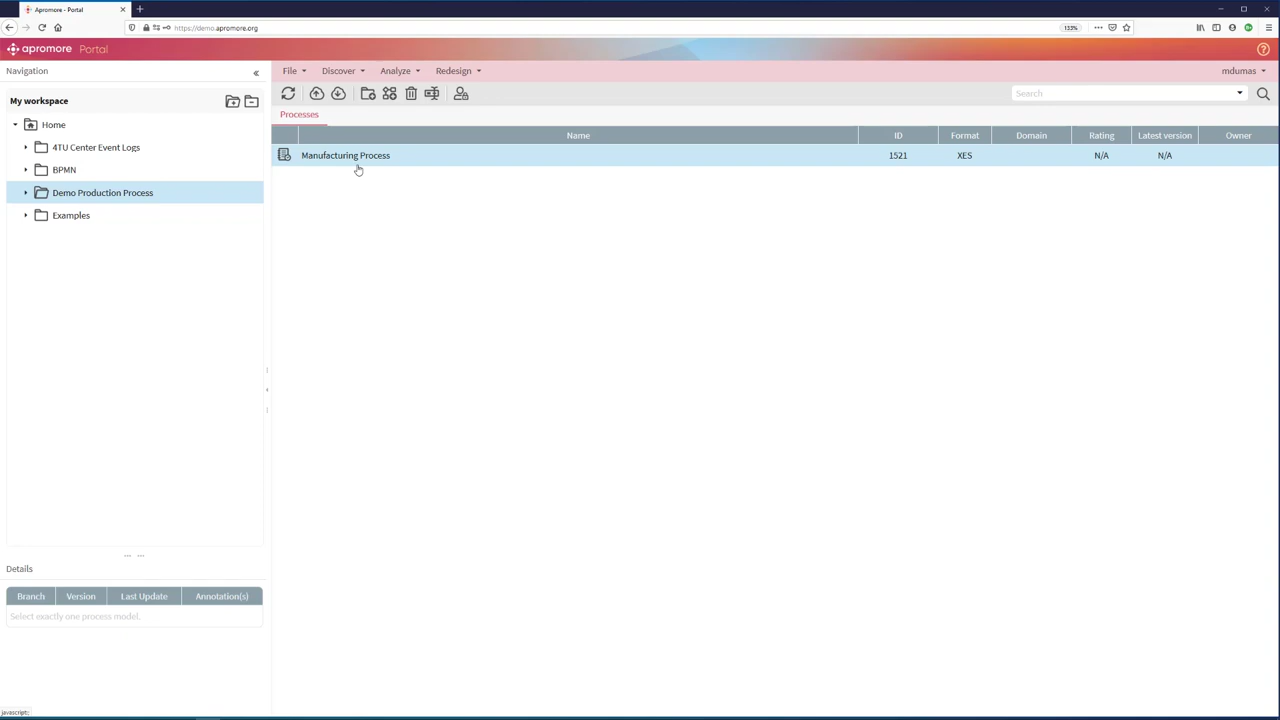 Apromore - Portal
https://demo.apromore.org
133%
apromore Portal
Navigation
File
Discover
Analyze
Redesign
mdumas
My workspace
Search
Home
Processes
Name
ID
Format
Domain
Rating
Latest version
Owner
4TU Center Event Logs
Manufacturing Process
1521
XES
N/A
N/A
BPMN
Demo Production Process
Examples
Details
Branch
Version
Last Update
Annotation(s)
Select exactly one process model.
javascript:;